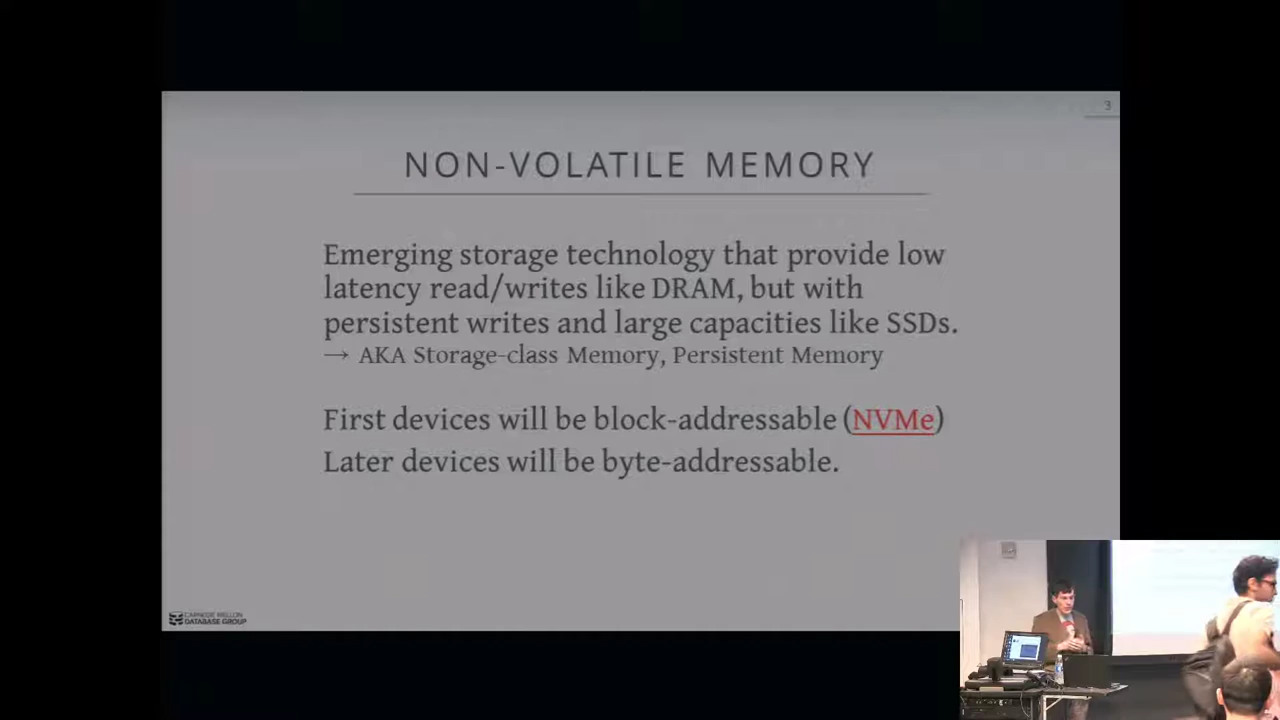 3
NON-VOLATILE MEMORY
Emerging storage technology that provide low
latency read/writes like DRAM, but with
persistent writes and large capacities like SSDs.
→ AKA Storage-class Memory, Persistent Memory
First devices will be block-addressable (NVMe)
Later devices will be byte-addressable.
CARNEGIE MELLON
DATABASE GROUP